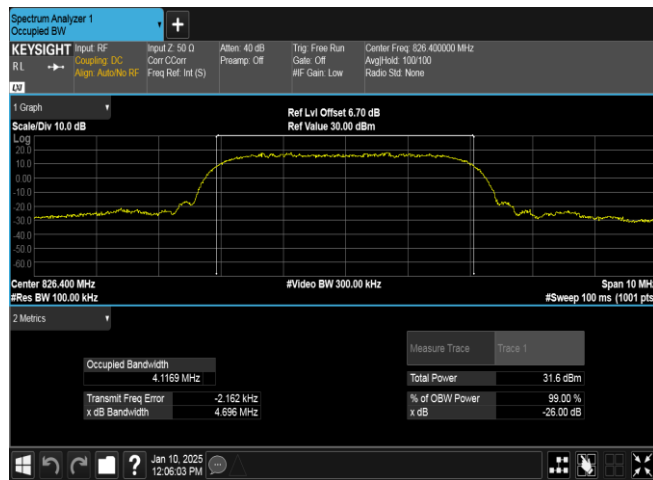 Spectrum Analyzer 1
Occupied BW
KEYSIGHT Input: RF Input Z: 50 Ω Atten: 40 dB Trig: Free Run Center Freq: 826.400000 MHz
RL Coupling: DC Corr CCorr Preamp: Off Gate: Off Avg|Hold: 100/100
Align: Auto/No RF Freq Ref: Int (S) #IF Gain: Low Radio Std: None
LXI
1 Graph
Ref Lvl Offset 6.70 dB
Scale/Div 10.0 dB Ref Value 30.00 dBm
Log
20.0
10.0
0.00
-10.0
-20.0
-30.0
-40.0
-50.0
-60.0
Center 826.400 MHz #Video BW 300.00 kHz Span 10 MHz
#Res BW 100.00 kHz #Sweep 100 ms (1001 pts
2 Metrics
Measure Trace Trace 1
Occupied Bandwidth
4.1169 MHz
Total Power 31.6 dBm
Transmit Freq Error -2.162 kHz % of OBW Power 99.00 %
x dB Bandwidth 4.696 MHz x dB -26.00 dB
? Jan 10, 2025
12:06:03 PM